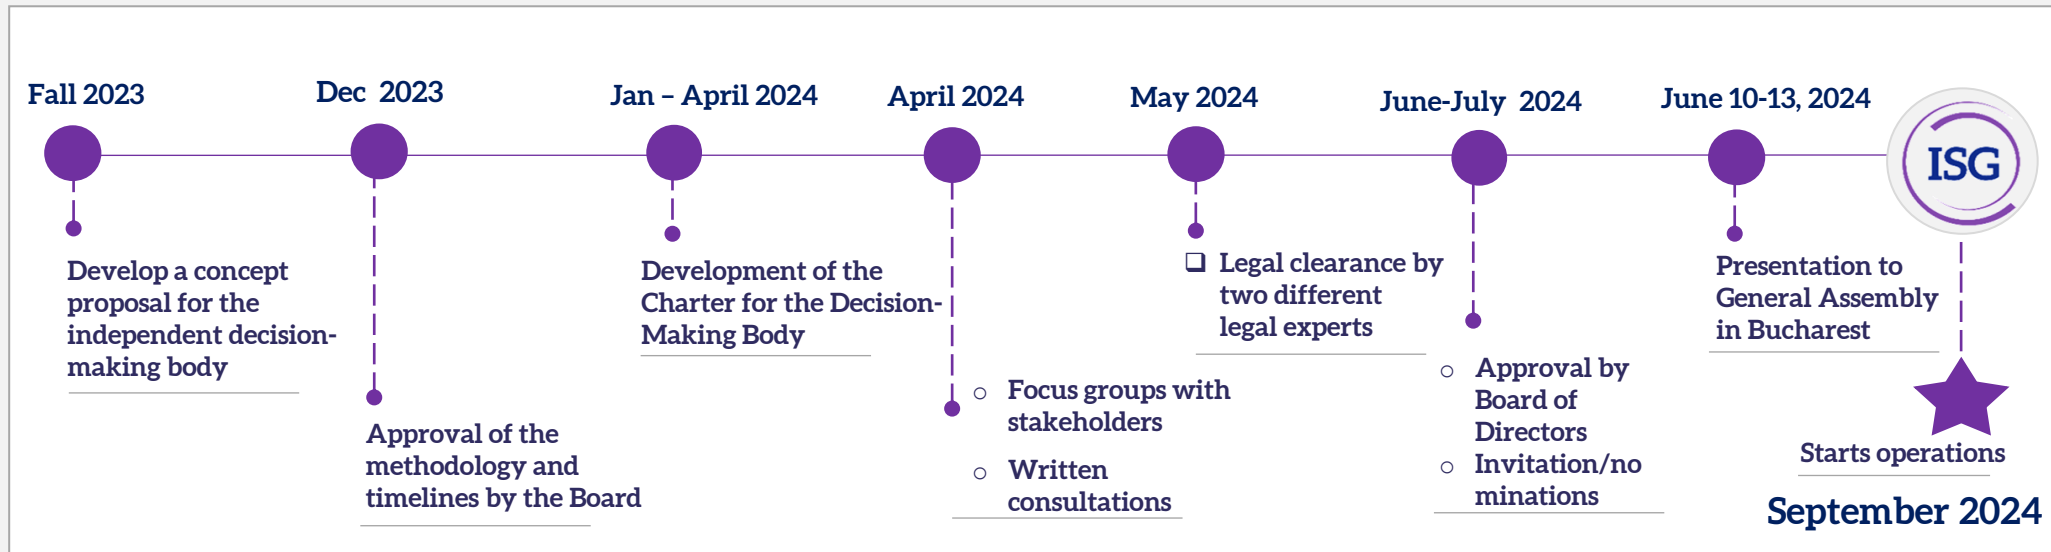 Fall 2023
Develop a concept
proposal for the
independent decision-
making body
Dec 2023
Approval of the
methodology and
timelines by the Board
Jan – April 2024
Development of the
Charter for the Decision-
Making Body
April 2024
○ Focus groups with
stakeholders
○ Written
consultations
May 2024
❑ Legal clearance by
two different
legal experts
June-July 2024
○ Approval by
Board of
Directors
○ Invitation/no
minations
June 10-13, 2024
Presentation to
General Assembly
in Bucharest
ISG
Starts operations
September 2024